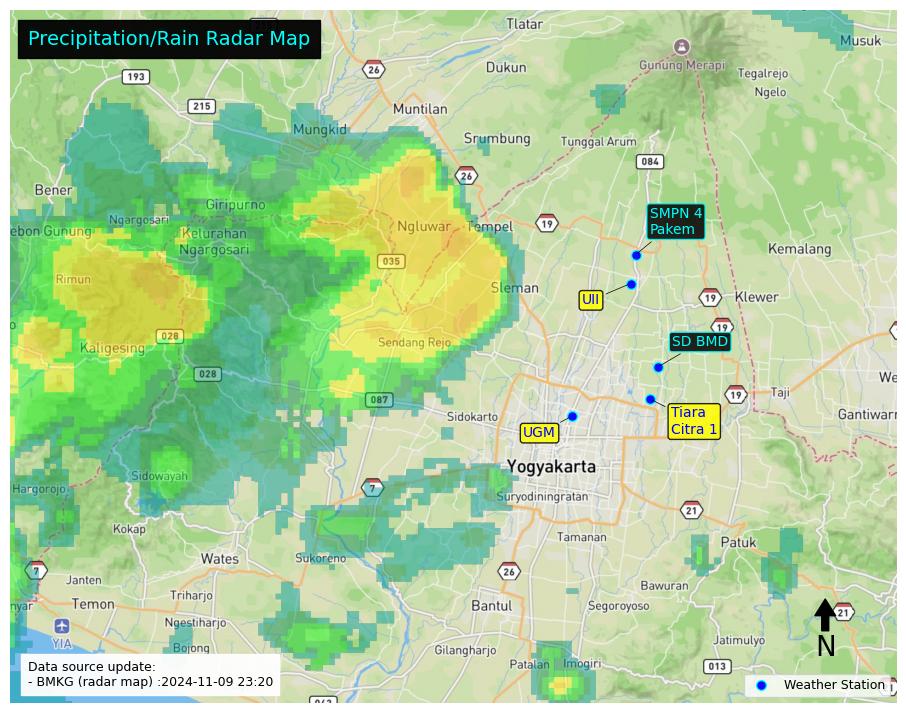 Precipitation/Rain Radar Map
Tlatar
Musuk
26
Dukun
Gunung Merapi
193
Tegalrejo
Ngelo
215
Muntilan
Mungkid
Srumbung
Tunggal Arum
084
26
Bener
Giripurno
SMPN 4
Pakem
Ngargosari
Ngluwar
Tempel
19
ebon Gunung
Kelurahan
Ngargosari
Kemalang
035
Rimun
Sleman
UII
19
Klewer
19
028
Sendang Rejo
SD BMD
Kaligesing
028
087
19
Taji
We
Sidokarto
Tiara
Citra 1
Gantiwarn
UGM
Yogyakarta
Sidowayah
Hargorojo
7
Suryodiningratan
21
Kokap
Tamanan
Patuk
Wates
Sukoreno
7
26
Janten
Bawuran
Triharjo
nyar
Temon
Bantul
Segoroyoso
21
Ngestiharjo
N
YIA
Bojong
Jatimulyo
Gilangharjo
Patalan
Imogiri
013
Data source update:
- BMKG (radar map) :2024-11-09 23:20
Weather Station